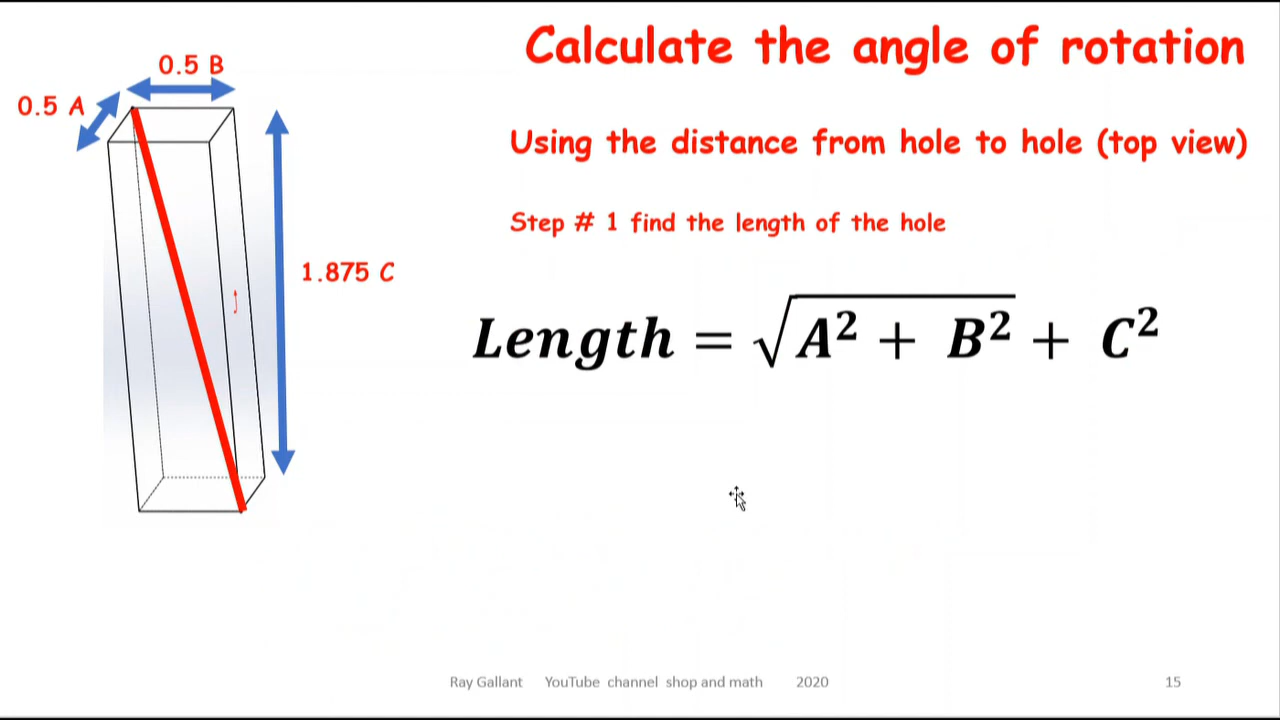 Calculate the angle of rotation
0.5 B
0.5 A
Using the distance from hole to hole (top view)
Step # 1 find the length of the hole
1.875 C
Length = √A² + B² + C²
Ray Gallant YouTube channel shop and math 2020 15